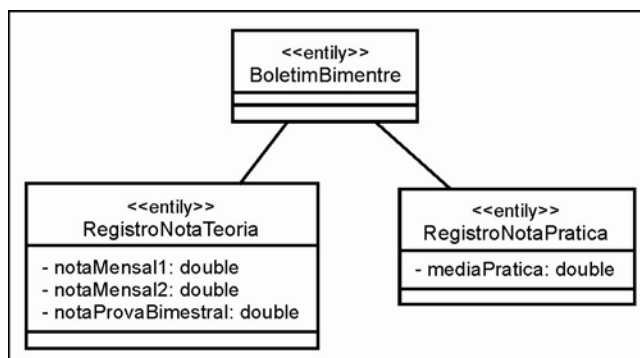 <<entily>>
BoletimBimentre
<<entily>>
RegistroNotaTeoria
- notaMensal1: double
- notaMensal2: double
- notaProvaBimestral: double
<<entily>>
RegistroNotaPratica
- mediaPratica: double